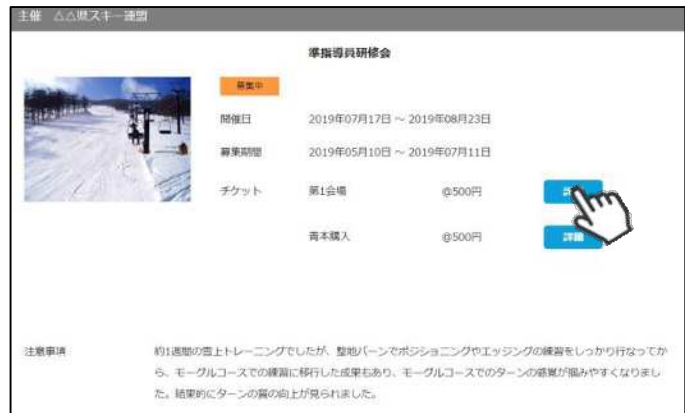 主催 △△県スキー連盟
準指導員研修会
募集中
開催日 2019年07月17日 ～ 2019年08月23日
募集期間 2019年05月10日 ～ 2019年07月11日
チケット 第1会場 @500円
青本購入 @500円 詳細
注意事項 約1週間の雪上トレーニングでしたが、整地バーンでポジショニングやエッジングの練習をしっかり行なってか
ら、モーグルコースでの練習に移行した成果もあり、モーグルコースでのターンの感覚が掴みやすくなりまし
た。結果的にターンの質の向上が見られました。